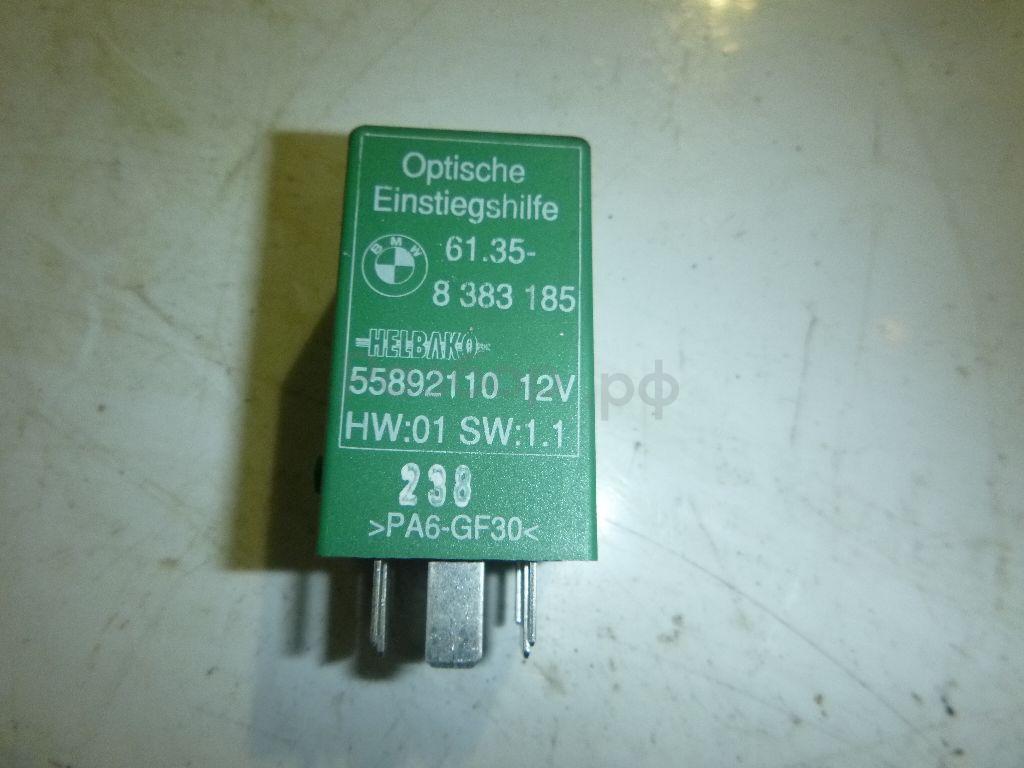 Optische
Einstiegshilfe
BMW 61.35-
8 383 185
HELBAKO
55892110 12V
HW:01 SW:1.1
238
>PA6-GF30<
рф